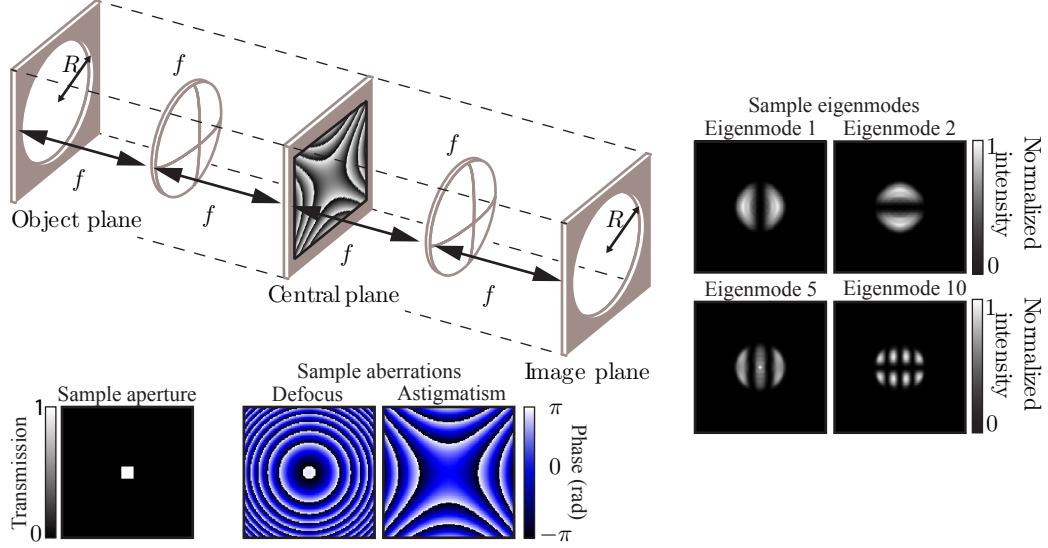 R
f
f
f
Object plane
f
f
Central plane
f
R
Image plane
Sample aperture
Transmission
1
0
Sample aberrations
Defocus
Astigmatism
π
0
−π
Phase (rad)
Sample eigenmodes
Eigenmode 1
Eigenmode 2
1
0
Normalized
intensity
Eigenmode 5
Eigenmode 10
1
0
Normalized
intensity